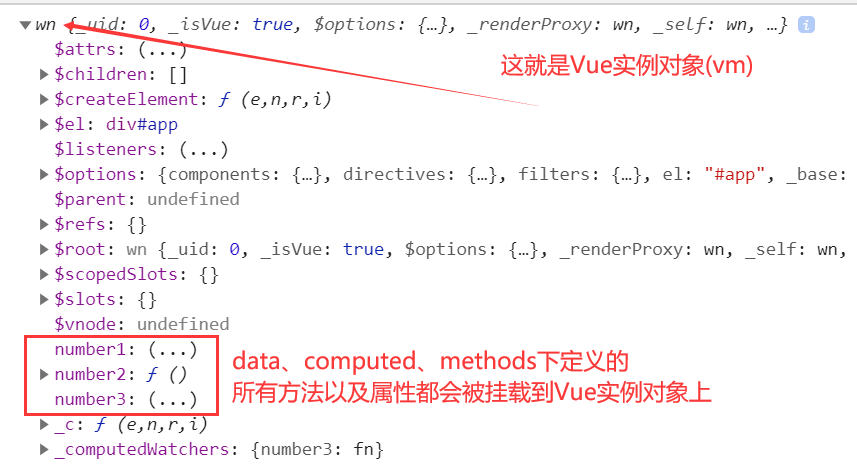 ▼wn {_uid: 0, _isVue: true, $options: {…}, _renderProxy: wn, _self: wn, …} i
这就是Vue实例对象(vm)
$attrs: (...)
▶$children: []
▶$createElement: ƒ (e,n,r,i)
▶$el: div#app
$listeners: (...)
▶$options: {components: {…}, directives: {…}, filters: {…}, el: "#app", _base:
$parent: undefined
▶$refs: {}
▶$root: wn {_uid: 0, _isVue: true, $options: {…}, _renderProxy: wn, _self: wn,
▶$scopedSlots: {}
▶$slots: {}
$vnode: undefined
number1: (...)
▶number2: ƒ ()
number3: (...)
data、computed、methods下定义的
所有方法以及属性都会被挂载到Vue实例对象上
▶_c: ƒ (e,n,r,i)
▶_computedWatchers: {number3: fn}